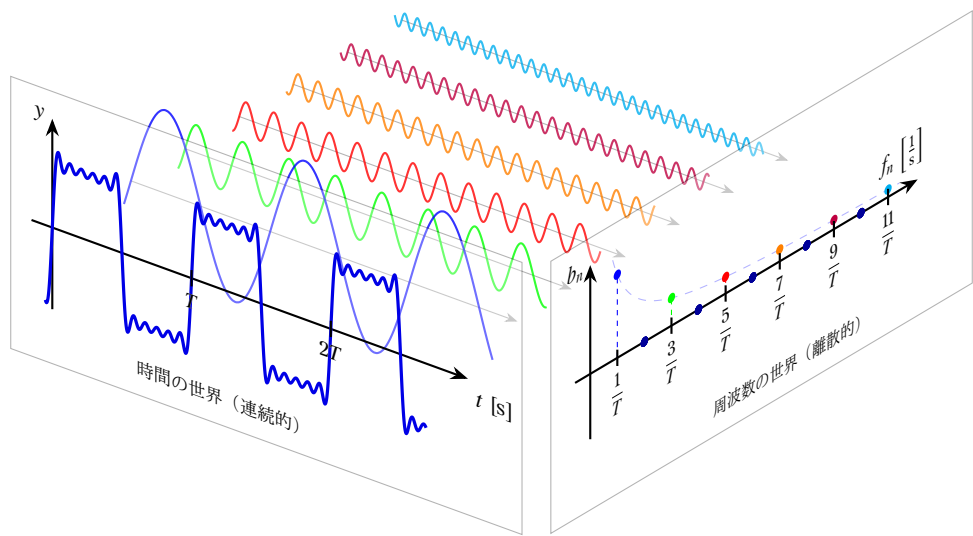 y
T
2T
t [s]
時間の世界（連続的）
b_n
f_n [1/s]
1/T
3/T
5/T
7/T
9/T
11/T
周波数の世界（離散的）